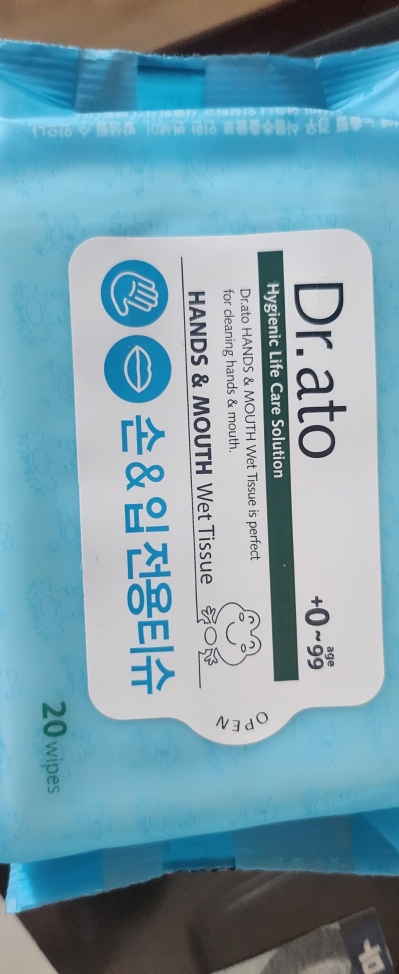 Dr.ato
age
+0~99
Hygienic Life Care Solution
Dr.ato HANDS & MOUTH Wet Tissue is perfect
for cleaning hands & mouth.
HANDS & MOUTH Wet Tissue
손&입 전용티슈
OPEN
20 wipes